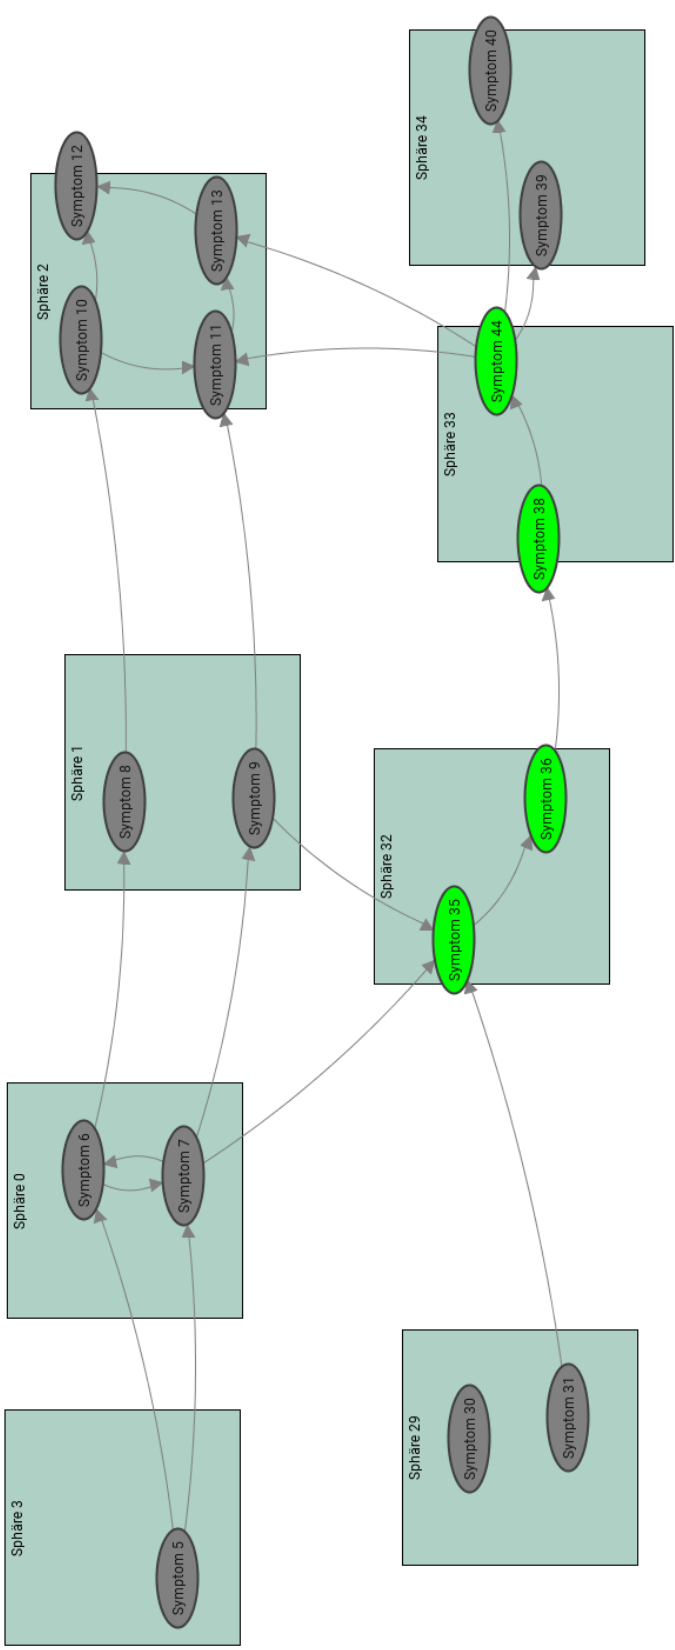 Sphäre 3
Symptom 5
Sphäre 0
Symptom 6
Symptom 7
Sphäre 1
Symptom 8
Symptom 9
Sphäre 2
Symptom 10
Symptom 12
Symptom 11
Symptom 13
Sphäre 29
Symptom 30
Symptom 31
Sphäre 32
Symptom 35
Symptom 36
Sphäre 33
Symptom 44
Symptom 38
Sphäre 34
Symptom 40
Symptom 39